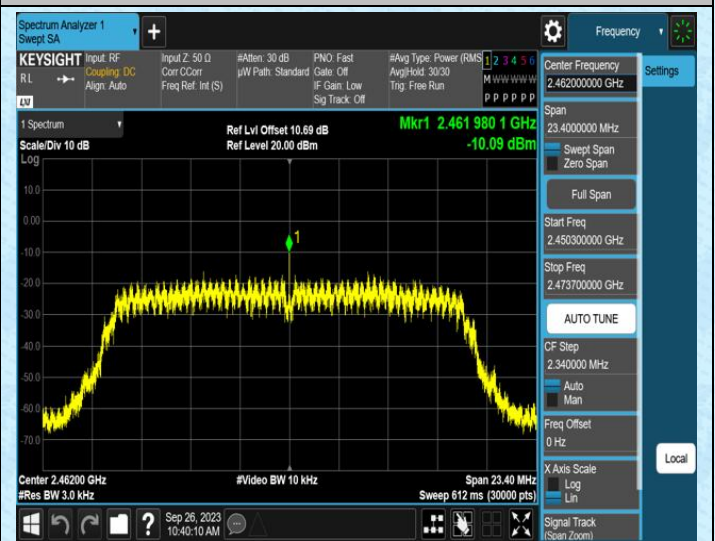 Spectrum Analyzer 1
Swept SA
+
Frequency
KEYSIGHT
Input: RF
Input Z: 50 Ω
#Atten: 30 dB
PNO: Fast
#Avg Type: Power (RMS
1 2 3 4 5 6
RL
Coupling: DC
Corr CCorr
µW Path: Standard
Gate: Off
Avg|Hold: 30/30
M W W W W W
Align: Auto
Freq Ref: Int (S)
IF Gain: Low
Trig: Free Run
Sig Track: Off
P P P P P P
LXI
1 Spectrum
Ref Lvl Offset 10.69 dB
Mkr1 2.461 980 1 GHz
Scale/Div 10 dB
Ref Level 20.00 dBm
-10.09 dBm
Log
10.0
0.00
-10.0
-20.0
-30.0
-40.0
-50.0
-60.0
-70.0
1
Center 2.46200 GHz
#Video BW 10 kHz
Span 23.40 MHz
#Res BW 3.0 kHz
Sweep 612 ms (30000 pts)
Center Frequency
2.462000000 GHz
Settings
Span
23.4000000 MHz
Swept Span
Zero Span
Full Span
Start Freq
2.450300000 GHz
Stop Freq
2.473700000 GHz
AUTO TUNE
CF Step
2.340000 MHz
Auto
Man
Freq Offset
0 Hz
X Axis Scale
Log
Lin
Local
Signal Track
(Span Zoom)
?
Sep 26, 2023
10:40:10 AM